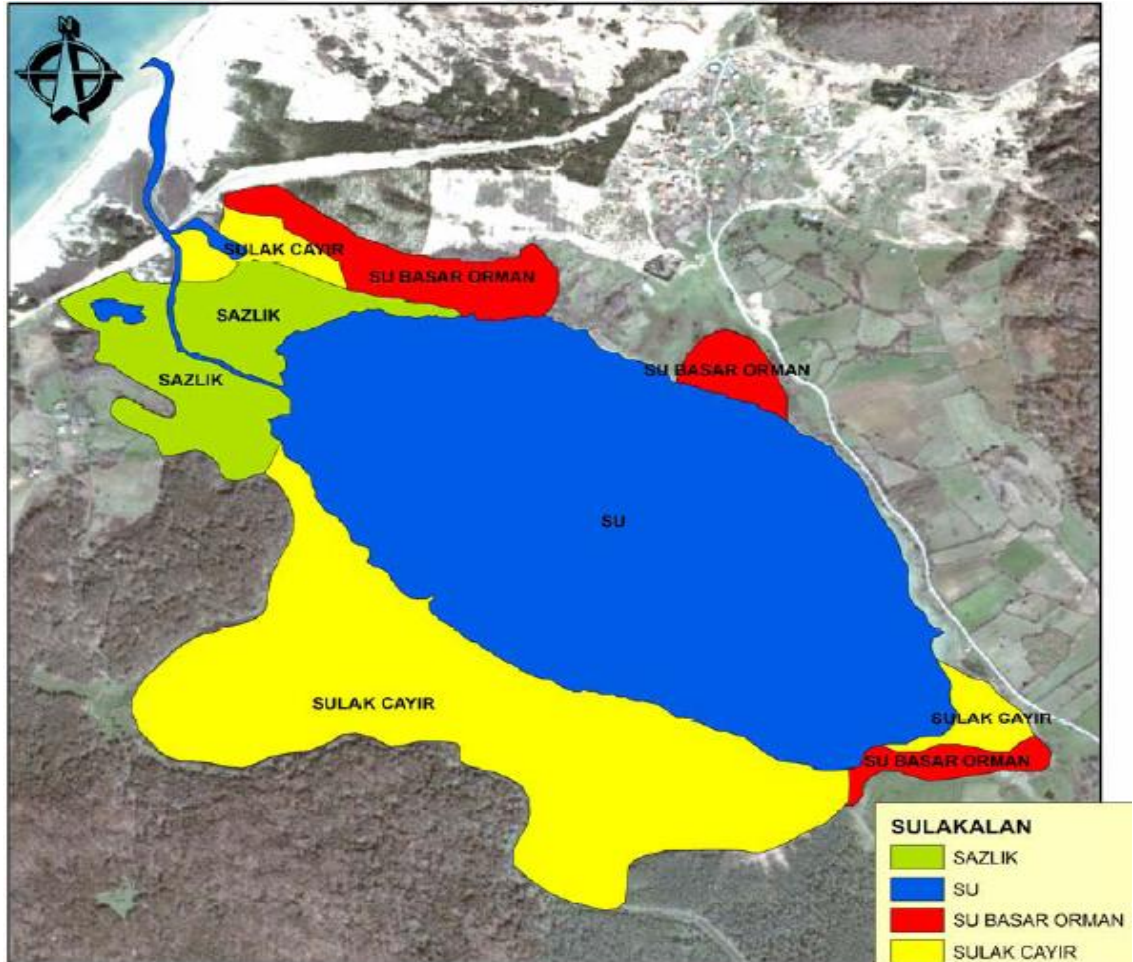 N
SULAK CAYIR
SU BASAR ORMAN
SAZLIK
SU BASAR ORMAN
SAZLIK
SU
SULAK CAYIR
SULAK CAYIR
SU BASAR ORMAN
SULAKALAN
SAZLIK
SU
SU BASAR ORMAN
SULAK CAYIR